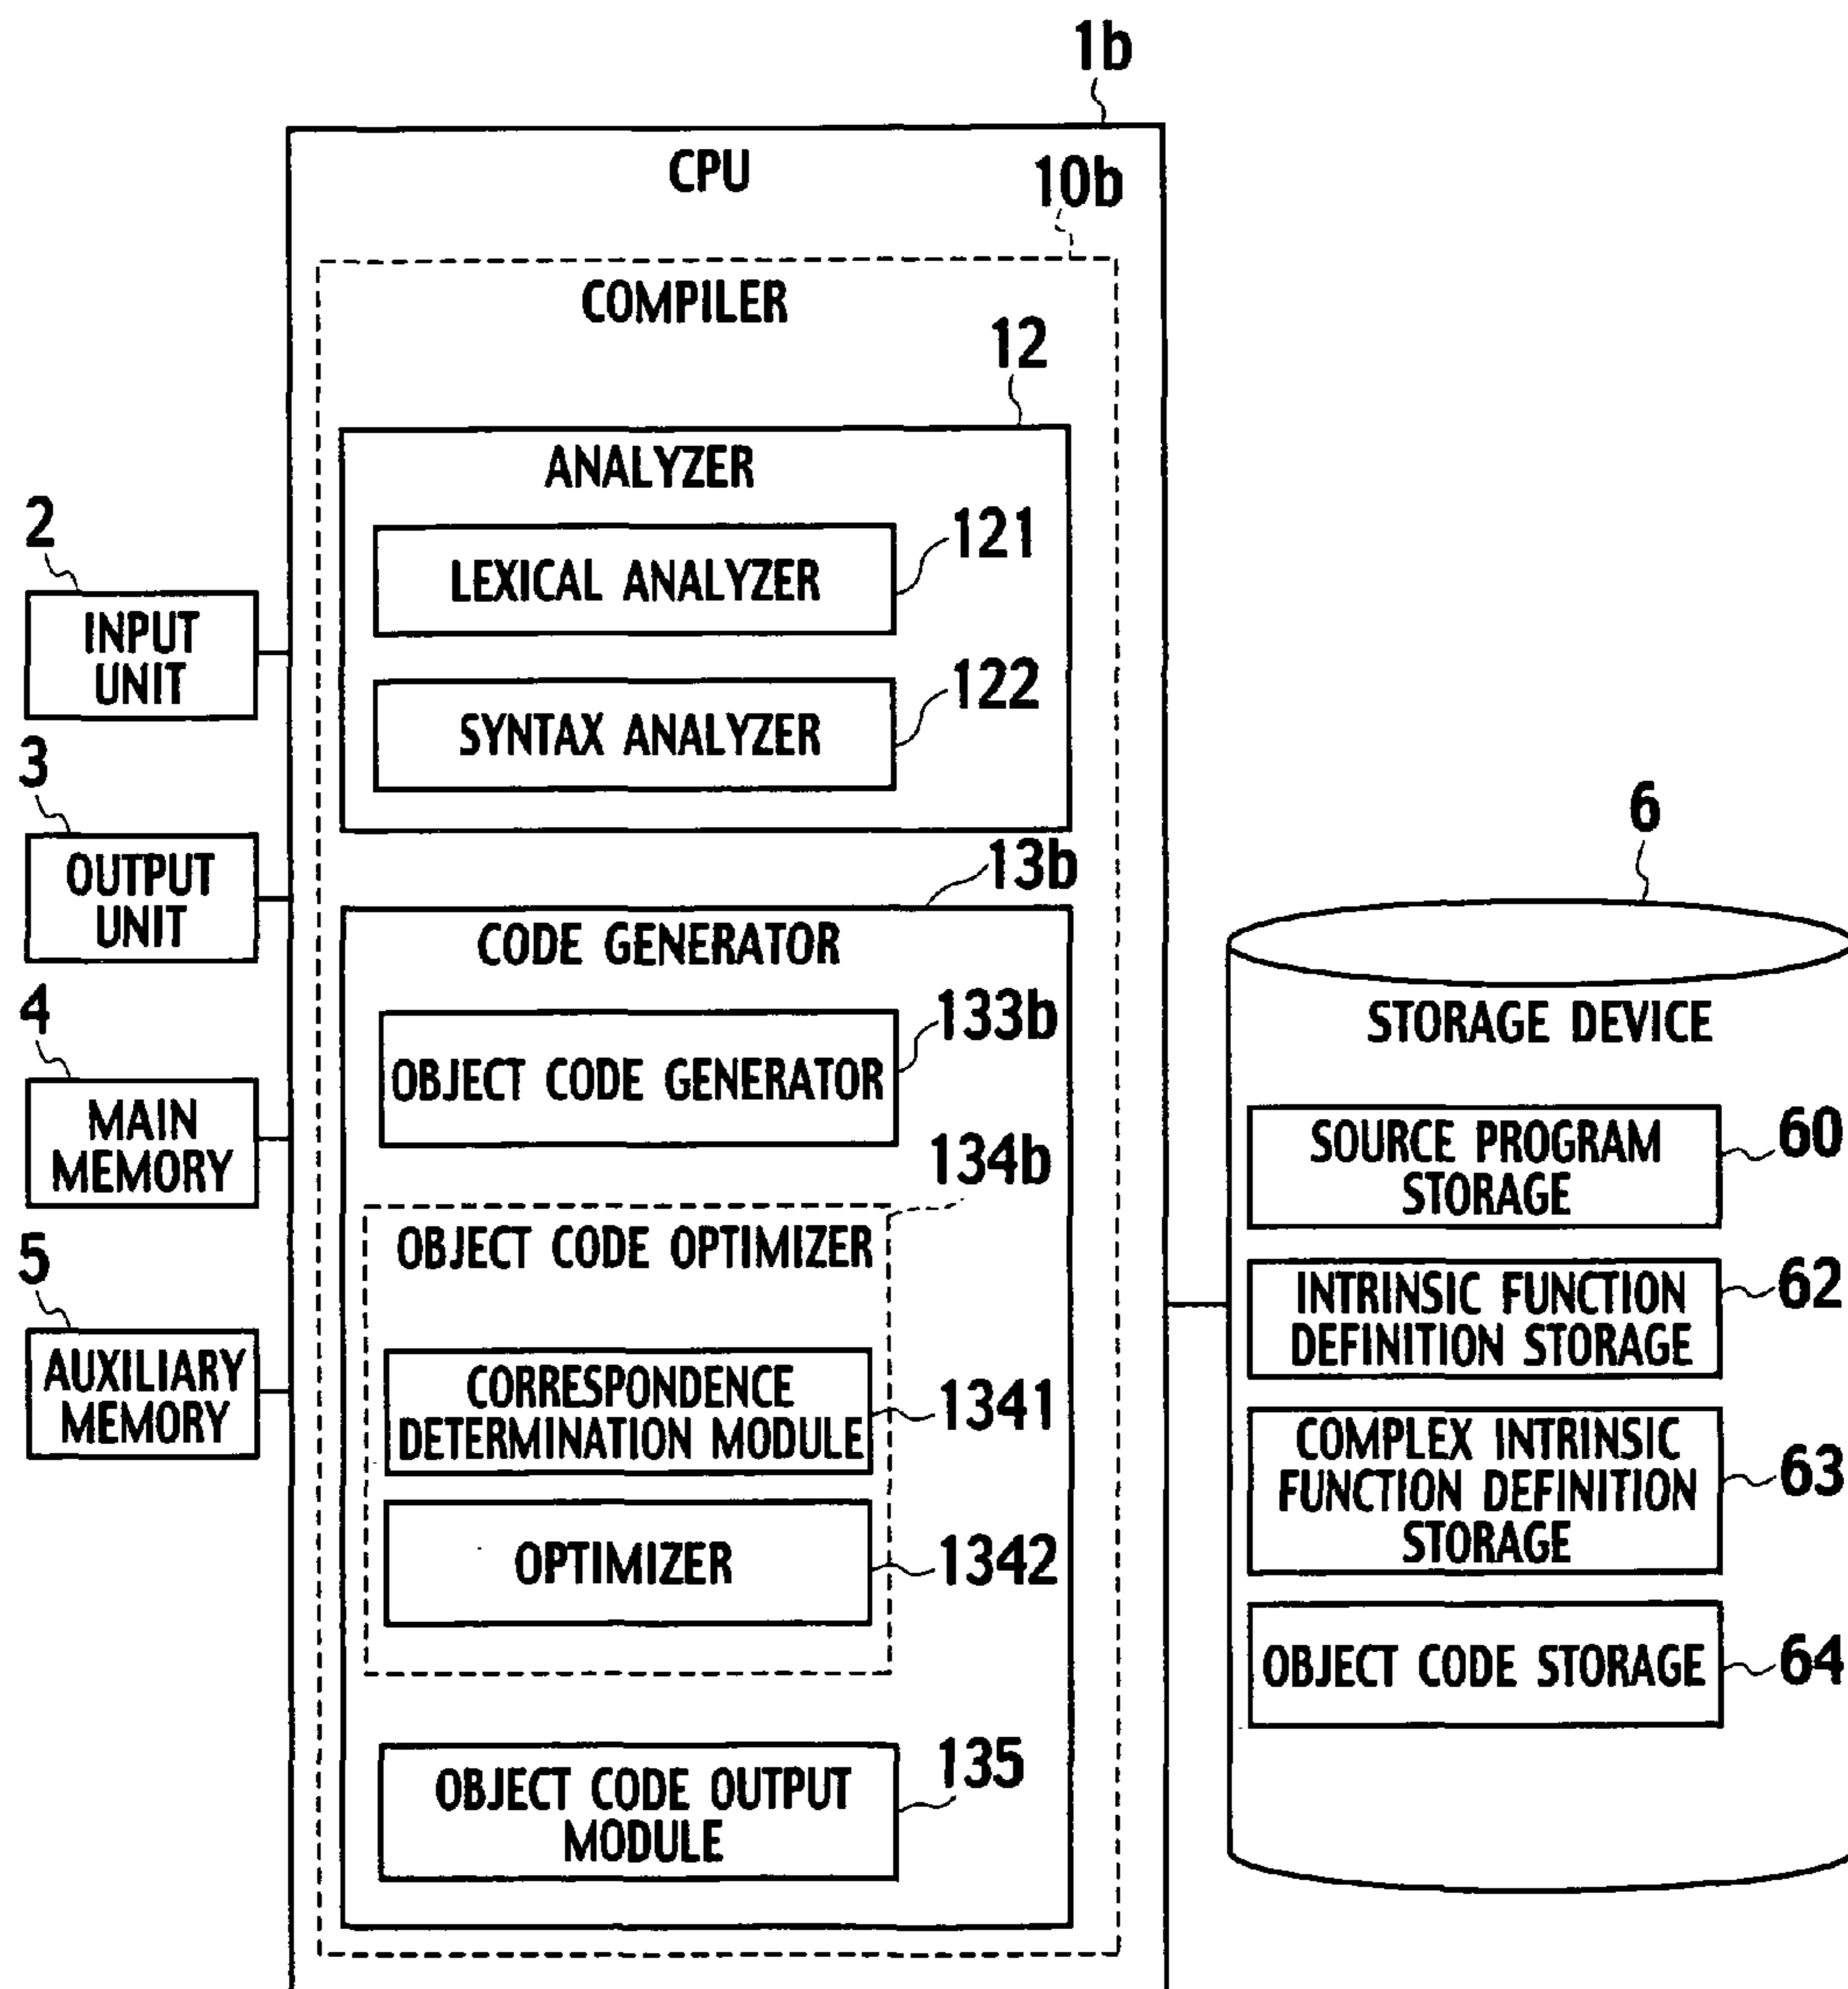 1b
CPU
10b
COMPILER
12
ANALYZER
121
LEXICAL ANALYZER
122
SYNTAX ANALYZER
2
INPUT
UNIT
3
OUTPUT
UNIT
4
MAIN
MEMORY
5
AUXILIARY
MEMORY
13b
CODE GENERATOR
133b
OBJECT CODE GENERATOR
134b
OBJECT CODE OPTIMIZER
CORRESPONDENCE
DETERMINATION MODULE
1341
OPTIMIZER
1342
135
OBJECT CODE OUTPUT
MODULE
6
STORAGE DEVICE
SOURCE PROGRAM
STORAGE
60
INTRINSIC FUNCTION
DEFINITION STORAGE
62
COMPLEX INTRINSIC
FUNCTION DEFINITION
STORAGE
63
OBJECT CODE STORAGE
64